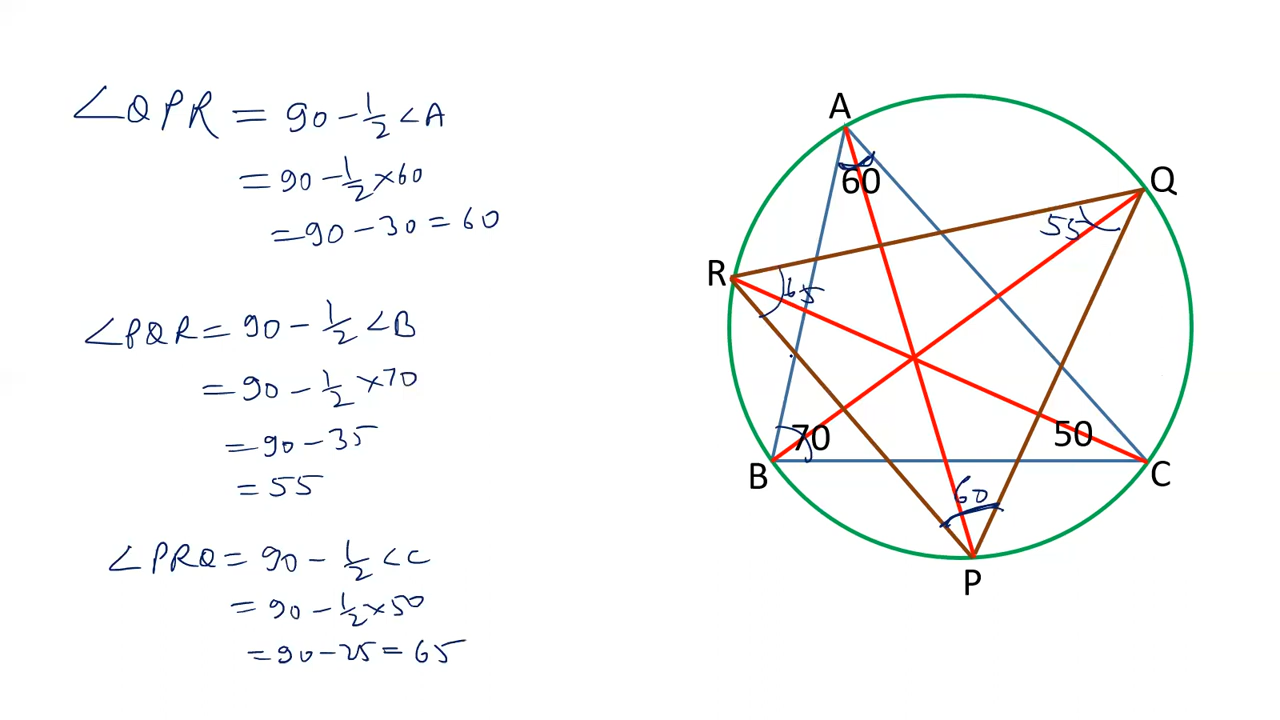 ∠QPR = 90 - 1/2 ∠A
= 90 - 1/2 × 60
= 90 - 30 = 60
∠PQR = 90 - 1/2 ∠B
= 90 - 1/2 × 70
= 90 - 35
= 55
∠PRQ = 90 - 1/2 ∠C
= 90 - 1/2 × 50
= 90 - 25 = 65
A
60
Q
55
R
65
70
50
B
C
60
P